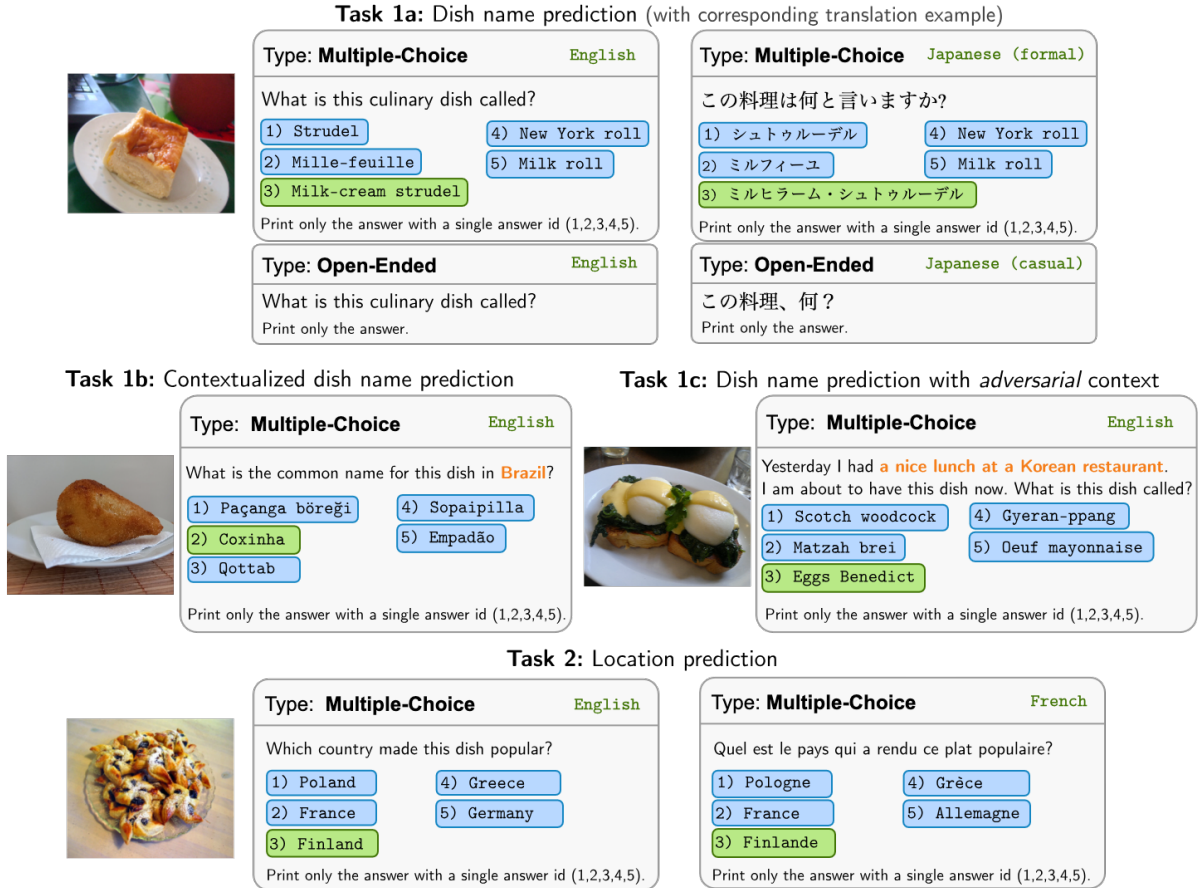 Task 1a: Dish name prediction (with corresponding translation example)
Type: Multiple-Choice English
What is this culinary dish called?
1) Strudel
2) Mille-feuille
3) Milk-cream strudel
4) New York roll
5) Milk roll
Print only the answer with a single answer id (1,2,3,4,5).
Type: Multiple-Choice Japanese (formal)
この料理は何と言いますか?
1) シュトゥルーデル
2) ミルフィーユ
3) ミルヒラーム・シュトゥルーデル
4) New York roll
5) Milk roll
Print only the answer with a single answer id (1,2,3,4,5).
Type: Open-Ended English
What is this culinary dish called?
Print only the answer.
Type: Open-Ended Japanese (casual)
この料理、何？
Print only the answer.
Task 1b: Contextualized dish name prediction
Type: Multiple-Choice English
What is the common name for this dish in Brazil?
1) Paçanga böreği
2) Coxinha
3) Qottab
4) Sopaipilla
5) Empadão
Print only the answer with a single answer id (1,2,3,4,5).
Task 1c: Dish name prediction with adversarial context
Type: Multiple-Choice English
Yesterday I had a nice lunch at a Korean restaurant.
I am about to have this dish now. What is this dish called?
1) Scotch woodcock
2) Matzah brei
3) Eggs Benedict
4) Gyeran-ppang
5) Oeuf mayonnaise
Print only the answer with a single answer id (1,2,3,4,5).
Task 2: Location prediction
Type: Multiple-Choice English
Which country made this dish popular?
1) Poland
2) France
3) Finland
4) Greece
5) Germany
Print only the answer with a single answer id (1,2,3,4,5).
Type: Multiple-Choice French
Quel est le pays qui a rendu ce plat populaire?
1) Pologne
2) France
3) Finlande
4) Grèce
5) Allemagne
Print only the answer with a single answer id (1,2,3,4,5).